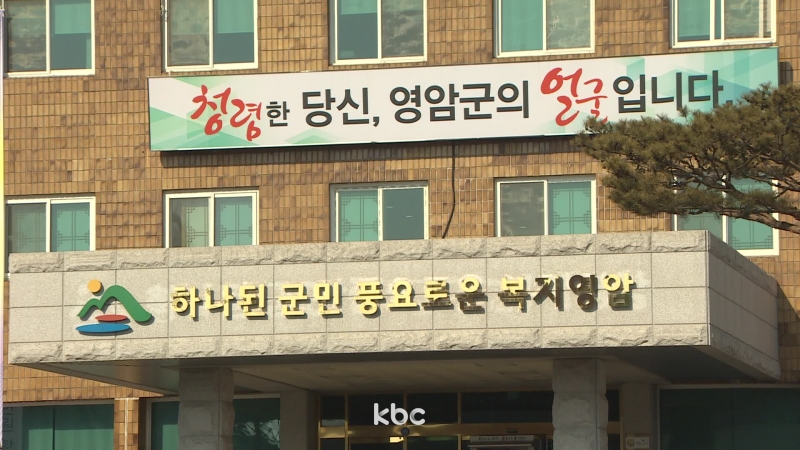 청렴한 당신, 영암군의 얼굴입니다.
하나된 군민 풍요로운 복지영암
kbc